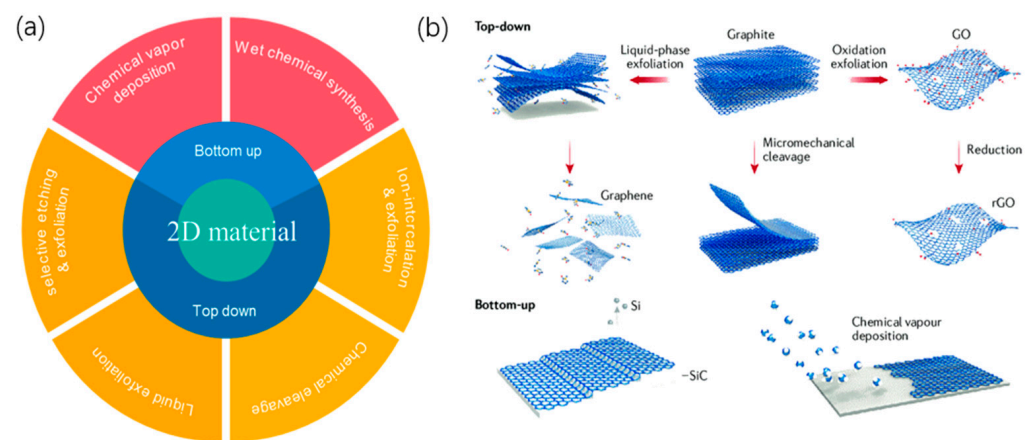 (a)
Chemical vapor
deposition
Wet chemical synthesis
Ion-intcrcalation
& exfoliation
Chemical eleavage
Liquid exfoliation
selective etching
& exfoliation
Bottom up
2D material
Top down
(b)
Top-down
Liquid-phase
exfoliation
Graphite
Oxidation
exfoliation
GO
Micromechanical
cleavage
Reduction
Graphene
rGO
Bottom-up
Si
–SiC
Chemical vapour
deposition